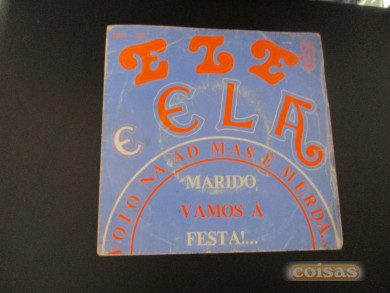 ELE
E ELA
VOTO NA AD MAS É MERDA...
MARIDO,
VAMOS À
FESTA!...
coisas